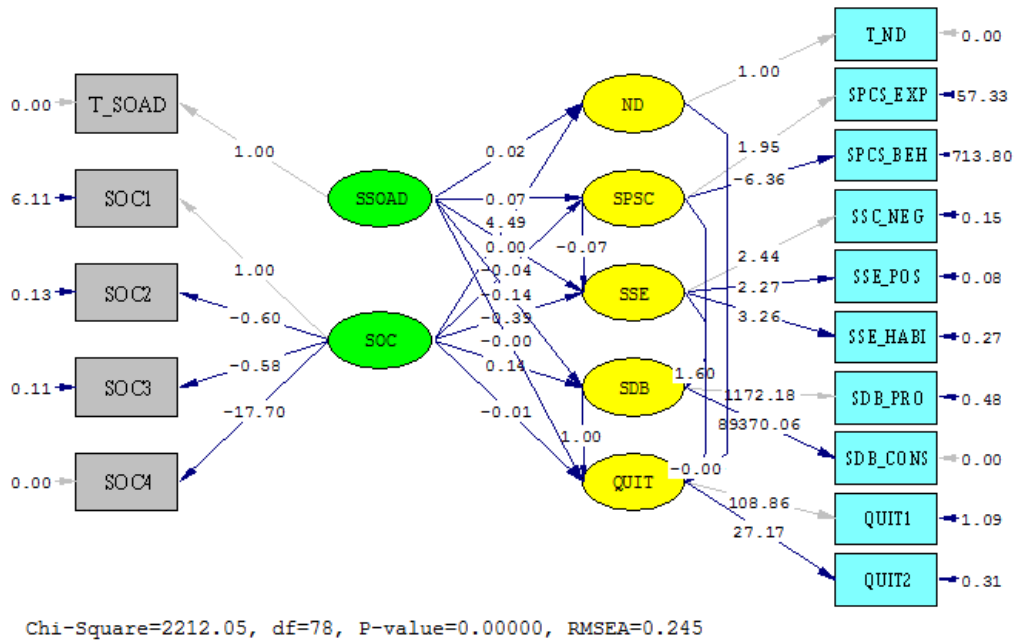 T_ND
0.00
SPCS_EXP
57.33
0.00
T_SOAD
ND
1.00
1.00
0.02
1.95
SPCS_BEH
713.80
-6.36
6.11
SOC1
SSOAD
0.07
SPSC
SSC_NEG
0.15
4.49
0.00
-0.07
2.44
1.00
-0.04
SSE_POS
0.08
0.13
SOC2
-0.14
SSE
2.27
-0.60
-0.39
3.26
SSE_HABI
0.27
SOC
-0.00
-0.58
0.14
1.60
0.11
SOC3
SDB
1172.18
SDB_PRO
0.48
-17.70
-0.01
89370.06
1.00
SDB_CONS
0.00
-0.00
0.00
SOC4
QUIT
108.86
QUIT1
1.09
27.17
QUIT2
0.31
Chi-Square=2212.05, df=78, P-value=0.00000, RMSEA=0.245